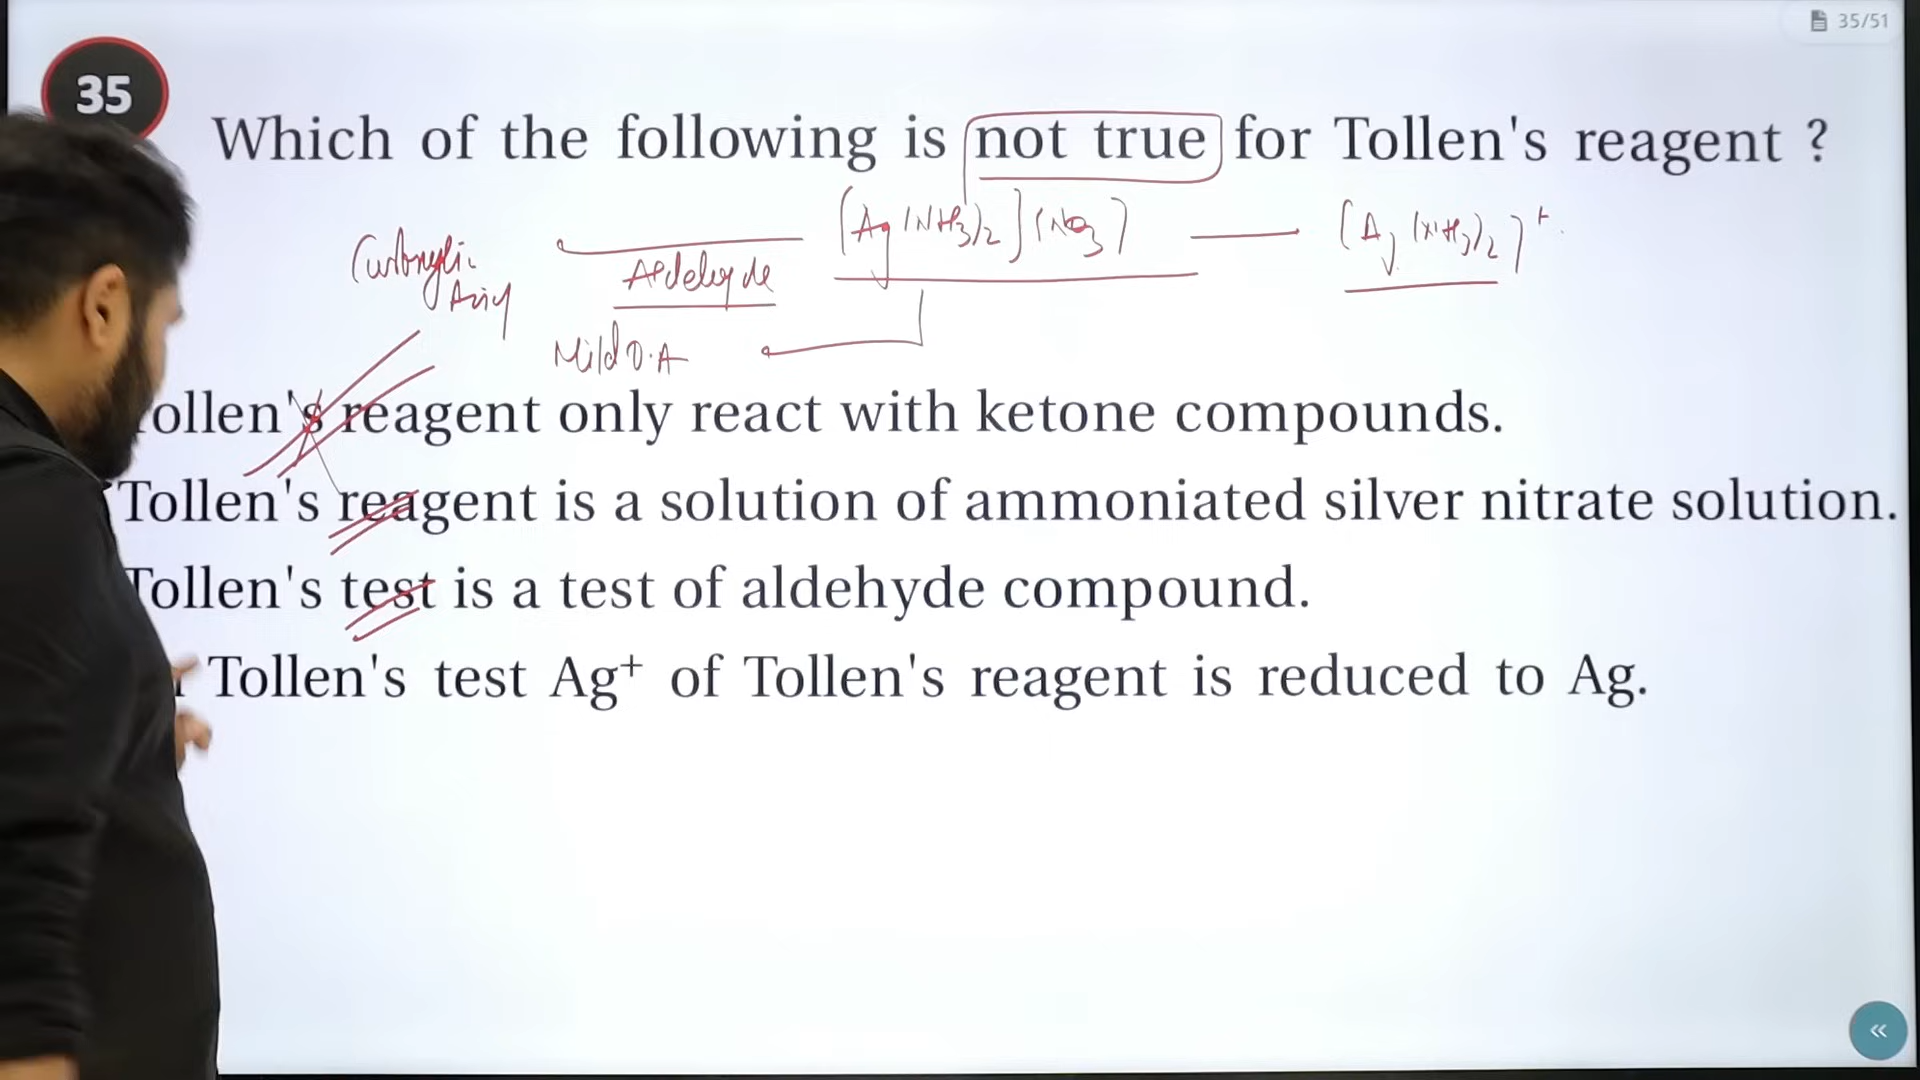 35/51
35
Which of the following is not true for Tollen's reagent ?
[Ag(NH3)2](NO3) [Ag(NH3)2]+
Aldehyde
Mild O.A
ollen's reagent only react with ketone compounds.
Tollen's reagent is a solution of ammoniated silver nitrate solution.
Tollen's test is a test of aldehyde compound.
Tollen's test Ag⁺ of Tollen's reagent is reduced to Ag.
«